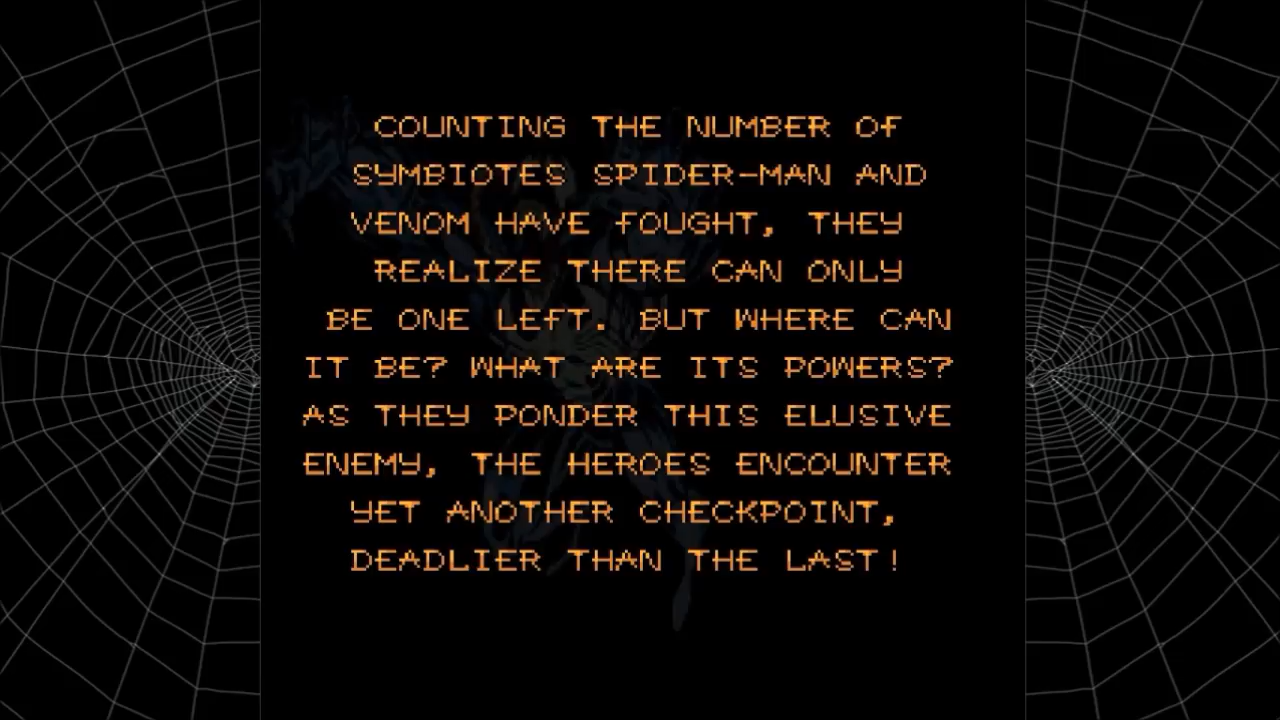 COUNTING THE NUMBER OF
SYMBIOTES SPIDER-MAN AND
VENOM HAVE FOUGHT, THEY
REALIZE THERE CAN ONLY
BE ONE LEFT. BUT WHERE CAN
IT BE? WHAT ARE ITS POWERS?
AS THEY PONDER THIS ELUSIVE
ENEMY, THE HEROES ENCOUNTER
YET ANOTHER CHECKPOINT,
DEADLIER THAN THE LAST!